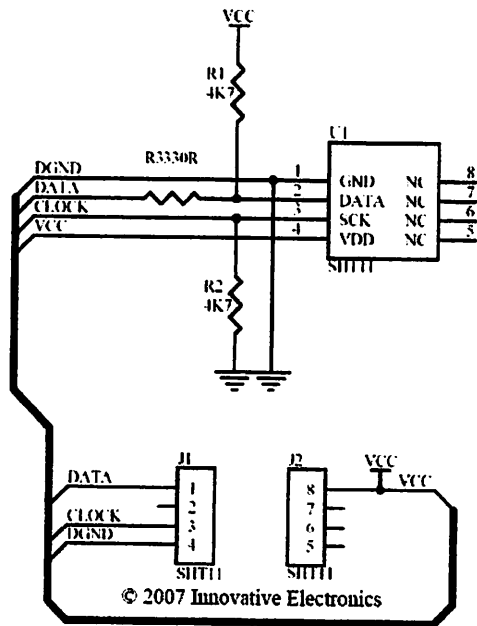 VCC
R1
4K7
U1
R3330R
DGND
DATA
CLOCK
VCC
1
2
3
4
GND NC
DATA NC
SCK NC
VDD NC
8
7
6
5
SHT11
R2
4K7
J1
J2
VCC
DATA
CLOCK
DGND
1
2
3
4
8
7
6
5
VCC
SHT11
SHT11
© 2007 Innovative Electronics